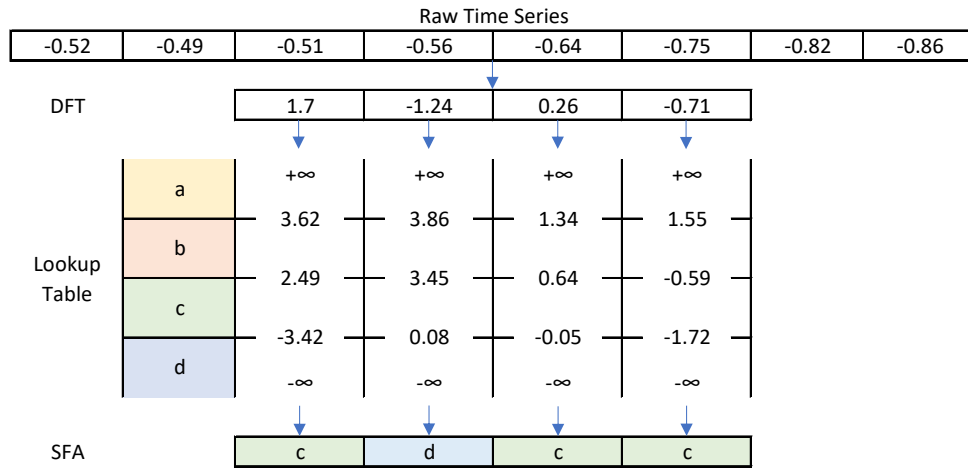 Raw Time Series
-0.52 -0.49 -0.51 -0.56 -0.64 -0.75 -0.82 -0.86
DFT 1.7 -1.24 0.26 -0.71
+∞ +∞ +∞ +∞
a
3.62 3.86 1.34 1.55
b
Lookup
Table
2.49 3.45 0.64 -0.59
c
-3.42 0.08 -0.05 -1.72
d
-∞ -∞ -∞ -∞
SFA c d c c